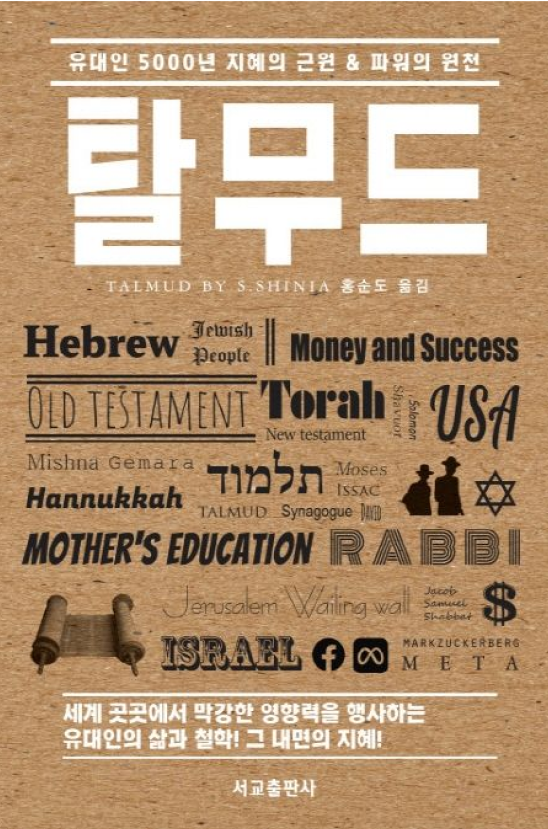 유대인 5000년 지혜의 근원 & 파워의 원천
탈무드
TALMUD BY S.SHINIA 홍순도 옮김
Hebrew Jewish People Money and Success
OLD TESTAMENT Torah Shavuot Solomon USA
New testament
Mishna Gemara תלמוד Moses
ISSAC
Hannukkah TALMUD Synagogue DAVID
MOTHER'S EDUCATION RABBI
Jerusalem Wailing wall Jacob
Samuel
Shabbat $
ISRAEL f MARKZUCKERBERG
META
세계 곳곳에서 막강한 영향력을 행사하는
유대인의 삶과 철학! 그 내면의 지혜!
서교출판사